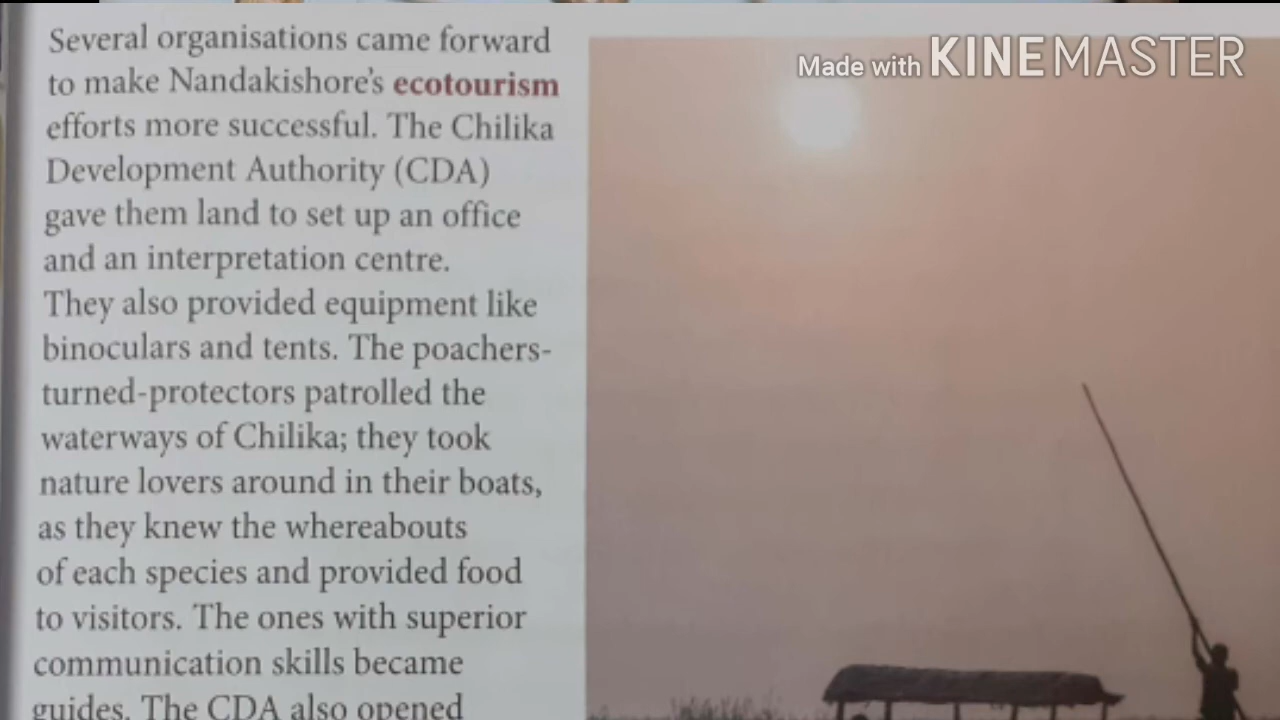 Several organisations came forward
to make Nandakishore's ecotourism
efforts more successful. The Chilika
Development Authority (CDA)
gave them land to set up an office
and an interpretation centre.
They also provided equipment like
binoculars and tents. The poachers-
turned-protectors patrolled the
waterways of Chilika; they took
nature lovers around in their boats,
as they knew the whereabouts
of each species and provided food
to visitors. The ones with superior
communication skills became
guides. The CDA also opened
Made with KINEMASTER